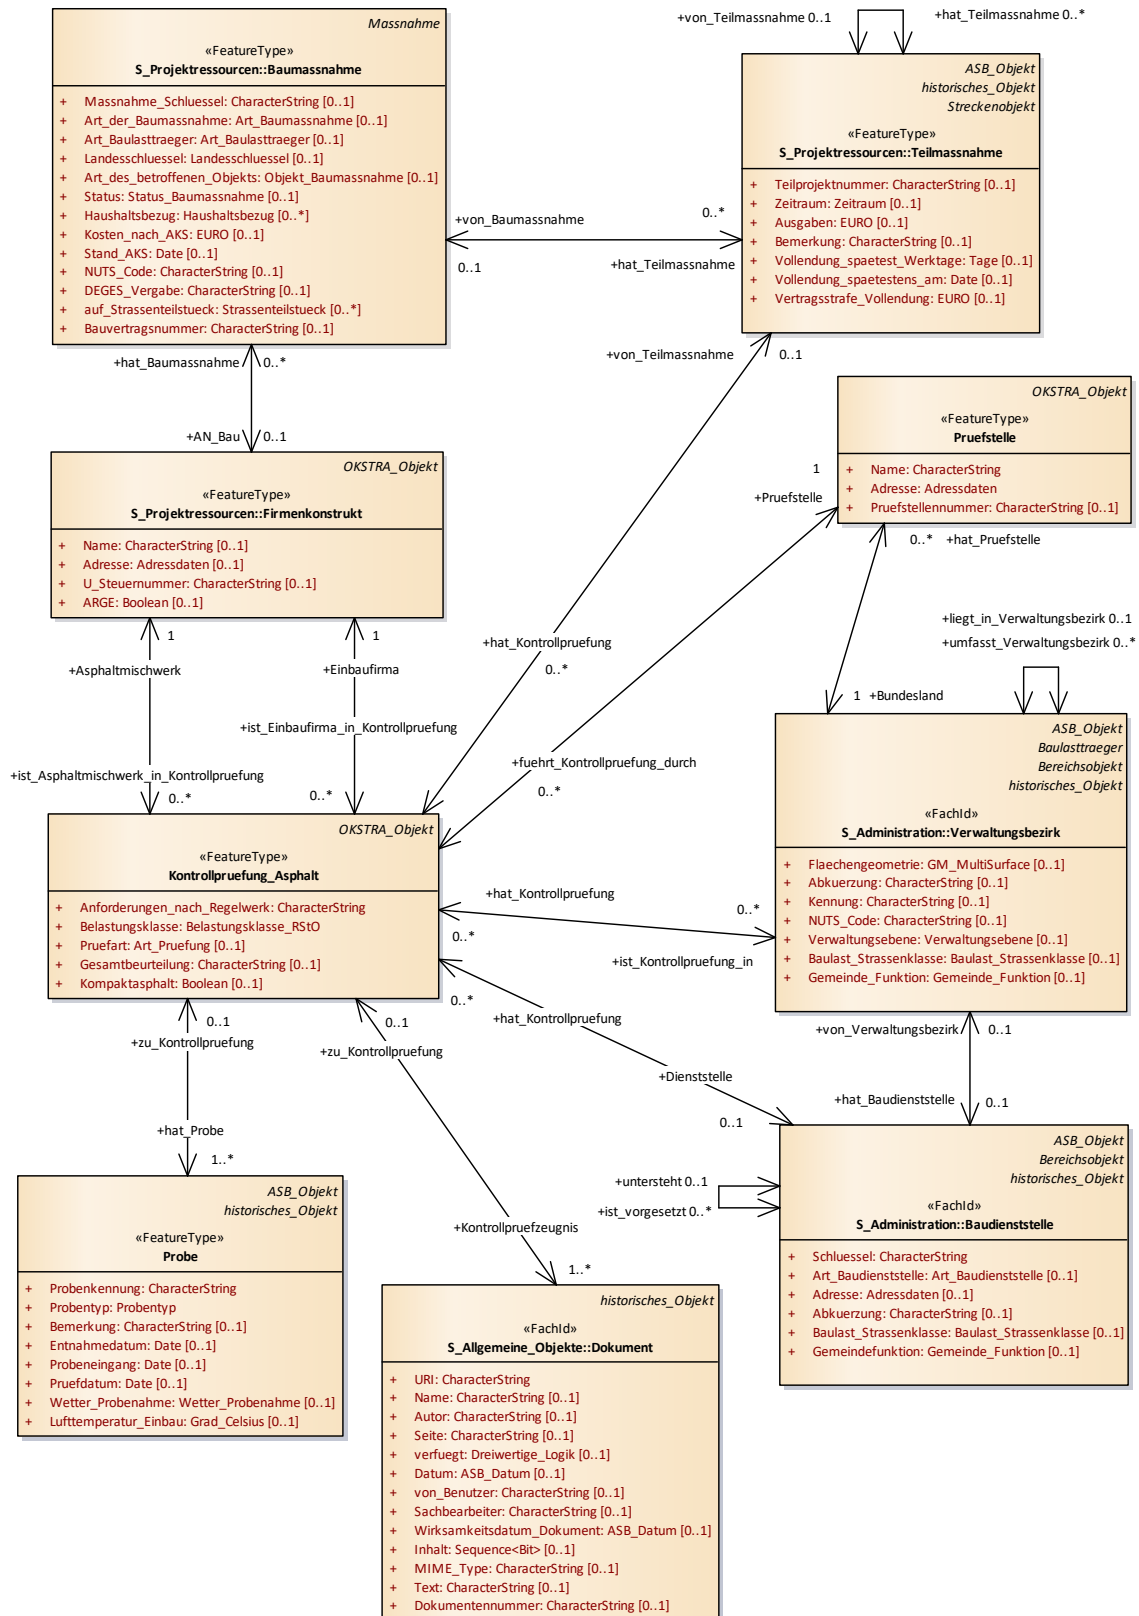 Massnahme
«FeatureType»
S_Projektressourcen::Baumassnahme
+ Massnahme_Schluessel: CharacterString [0..1]
+ Art_der_Baumassnahme: Art_Baumassnahme [0..1]
+ Art_Baulasttraeger: Art_Baulasttraeger [0..1]
+ Landesschluessel: Landesschluessel [0..1]
+ Art_des_betroffenen_Objekts: Objekt_Baumassnahme [0..1]
+ Status: Status_Baumassnahme [0..1]
+ Haushaltsbezug: Haushaltsbezug [0..*]
+ Kosten_nach_AKS: EURO [0..1]
+ Stand_AKS: Date [0..1]
+ NUTS_Code: CharacterString [0..1]
+ DEGES_Vergabe: CharacterString [0..1]
+ auf_Strassenteilstueck: Strassenteilstueck [0..*]
+ Bauvertragsnummer: CharacterString [0..1]
+von_Teilmassnahme 0..1
+hat_Teilmassnahme 0..*
ASB_Objekt
historisches_Objekt
Streckenobjekt
«FeatureType»
S_Projektressourcen::Teilmassnahme
+ Teilprojektnummer: CharacterString [0..1]
+ Zeitraum: Zeitraum [0..1]
+ Ausgaben: EURO [0..1]
+ Bemerkung: CharacterString [0..1]
+ Vollendung_spaetest_Werktage: Tage [0..1]
+ Vollendung_spaetestens_am: Date [0..1]
+ Vertragsstrafe_Vollendung: EURO [0..1]
+von_Baumassnahme
0..*
0..1
+hat_Teilmassnahme
+hat_Baumassnahme
0..*
+AN_Bau
0..1
+von_Teilmassnahme
0..1
OKSTRA_Objekt
«FeatureType»
Pruefstelle
+ Name: CharacterString
+ Adresse: Adressdaten
+ Pruefstellennummer: CharacterString [0..1]
1
+Pruefstelle
0..*
+hat_Pruefstelle
OKSTRA_Objekt
«FeatureType»
S_Projektressourcen::Firmenkonstrukt
+ Name: CharacterString [0..1]
+ Adresse: Adressdaten [0..1]
+ U_Steuernummer: CharacterString [0..1]
+ ARGE: Boolean [0..1]
1
+Asphaltmischwerk
1
+Einbaufirma
+ist_Einbaufirma_in_Kontrollpruefung
+ist_Asphaltmischwerk_in_Kontrollpruefung
0..*
0..*
+hat_Kontrollpruefung
0..*
+fuehrt_Kontrollpruefung_durch
0..*
+liegt_in_Verwaltungsbezirk 0..1
+umfasst_Verwaltungsbezirk 0..*
1
+Bundesland
ASB_Objekt
Baulasttraeger
Bereichsobjekt
historisches_Objekt
«FachId»
S_Administration::Verwaltungsbezirk
+ Flaechengeometrie: GM_MultiSurface [0..1]
+ Abkuerzung: CharacterString [0..1]
+ Kennung: CharacterString [0..1]
+ NUTS_Code: CharacterString [0..1]
+ Verwaltungsebene: Verwaltungsebene [0..1]
+ Baulast_Strassenklasse: Baulast_Strassenklasse [0..1]
+ Gemeinde_Funktion: Gemeinde_Funktion [0..1]
OKSTRA_Objekt
«FeatureType»
Kontrollpruefung_Asphalt
+ Anforderungen_nach_Regelwerk: CharacterString
+ Belastungsklasse: Belastungsklasse_RStO
+ Pruefart: Art_Pruefung [0..1]
+ Gesamtbeurteilung: CharacterString [0..1]
+ Kompaktasphalt: Boolean [0..1]
+hat_Kontrollpruefung
0..*
0..*
+ist_Kontrollpruefung_in
0..*
+hat_Kontrollpruefung
+Dienststelle
0..1
+von_Verwaltungsbezirk
0..1
+hat_Baudienststelle
0..1
0..1
+zu_Kontrollpruefung
0..1
+zu_Kontrollpruefung
+hat_Probe
1..*
+Kontrollpruefzeugnis
1..*
+untersteht 0..1
+ist_vorgesetzt 0..*
ASB_Objekt
Bereichsobjekt
historisches_Objekt
«FachId»
S_Administration::Baudienststelle
+ Schluessel: CharacterString
+ Art_Baudienststelle: Art_Baudienststelle [0..1]
+ Adresse: Adressdaten [0..1]
+ Abkuerzung: CharacterString [0..1]
+ Baulast_Strassenklasse: Baulast_Strassenklasse [0..1]
+ Gemeindefunktion: Gemeinde_Funktion [0..1]
ASB_Objekt
historisches_Objekt
«FeatureType»
Probe
+ Probenkennung: CharacterString
+ Probentyp: Probentyp
+ Bemerkung: CharacterString [0..1]
+ Entnahmedatum: Date [0..1]
+ Probeneingang: Date [0..1]
+ Pruefdatum: Date [0..1]
+ Wetter_Probenahme: Wetter_Probenahme [0..1]
+ Lufttemperatur_Einbau: Grad_Celsius [0..1]
historisches_Objekt
«FachId»
S_Allgemeine_Objekte::Dokument
+ URI: CharacterString
+ Name: CharacterString [0..1]
+ Autor: CharacterString [0..1]
+ Seite: CharacterString [0..1]
+ verfuegt: Dreiwertige_Logik [0..1]
+ Datum: ASB_Datum [0..1]
+ von_Benutzer: CharacterString [0..1]
+ Sachbearbeiter: CharacterString [0..1]
+ Wirksamkeitsdatum_Dokument: ASB_Datum [0..1]
+ Inhalt: Sequence<Bit> [0..1]
+ MIME_Type: CharacterString [0..1]
+ Text: CharacterString [0..1]
+ Dokumentennummer: CharacterString [0..1]